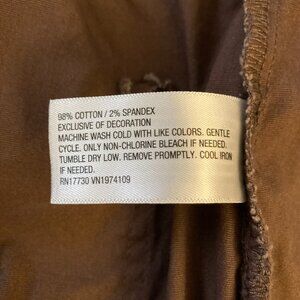 98% COTTON / 2% SPANDEX
EXCLUSIVE OF DECORATION
MACHINE WASH COLD WITH LIKE COLORS. GENTLE
CYCLE. ONLY NON-CHLORINE BLEACH IF NEEDED.
TUMBLE DRY LOW. REMOVE PROMPTLY. COOL IRON
IF NEEDED.
RN17730 VN1974109